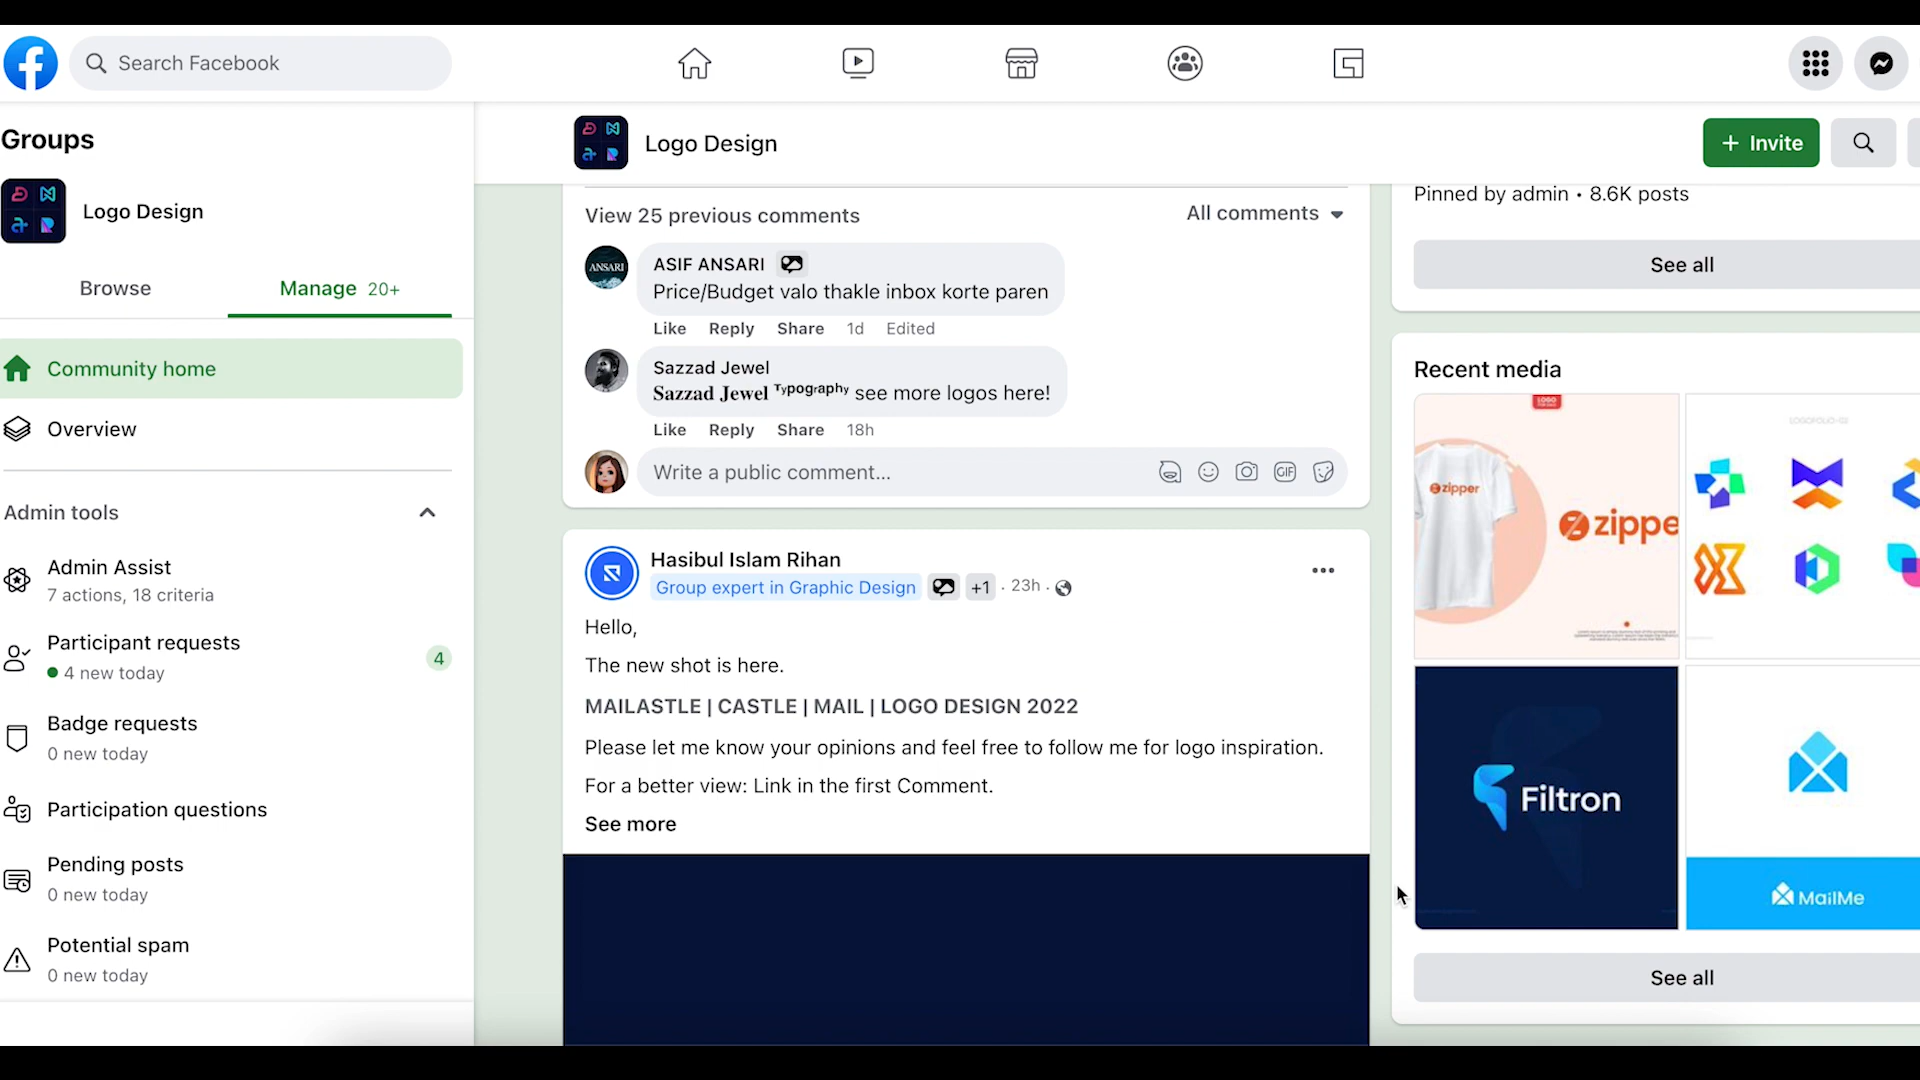 Search Facebook
Groups
Logo Design
Browse
Manage 20+
Community home
Overview
Admin tools
Admin Assist
7 actions, 18 criteria
Participant requests
4 new today
4
Badge requests
0 new today
Participation questions
Pending posts
0 new today
Potential spam
0 new today
Logo Design
+ Invite
View 25 previous comments
All comments
ANSARI
ASIF ANSARI
Price/Budget valo thakle inbox korte paren
Like Reply Share 1d Edited
Sazzad Jewel
Sazzad Jewel Typography see more logos here!
Like Reply Share 18h
Write a public comment...
GIF
Hasibul Islam Rihan
Group expert in Graphic Design +1 · 23h ·
Hello,
The new shot is here.
MAILASTLE | CASTLE | MAIL | LOGO DESIGN 2022
Please let me know your opinions and feel free to follow me for logo inspiration.
For a better view: Link in the first Comment.
See more
Pinned by admin • 8.6K posts
See all
Recent media
LOGO
zipper
zippe
LOGOFOLIO-02
Filtron
MailMe
See all